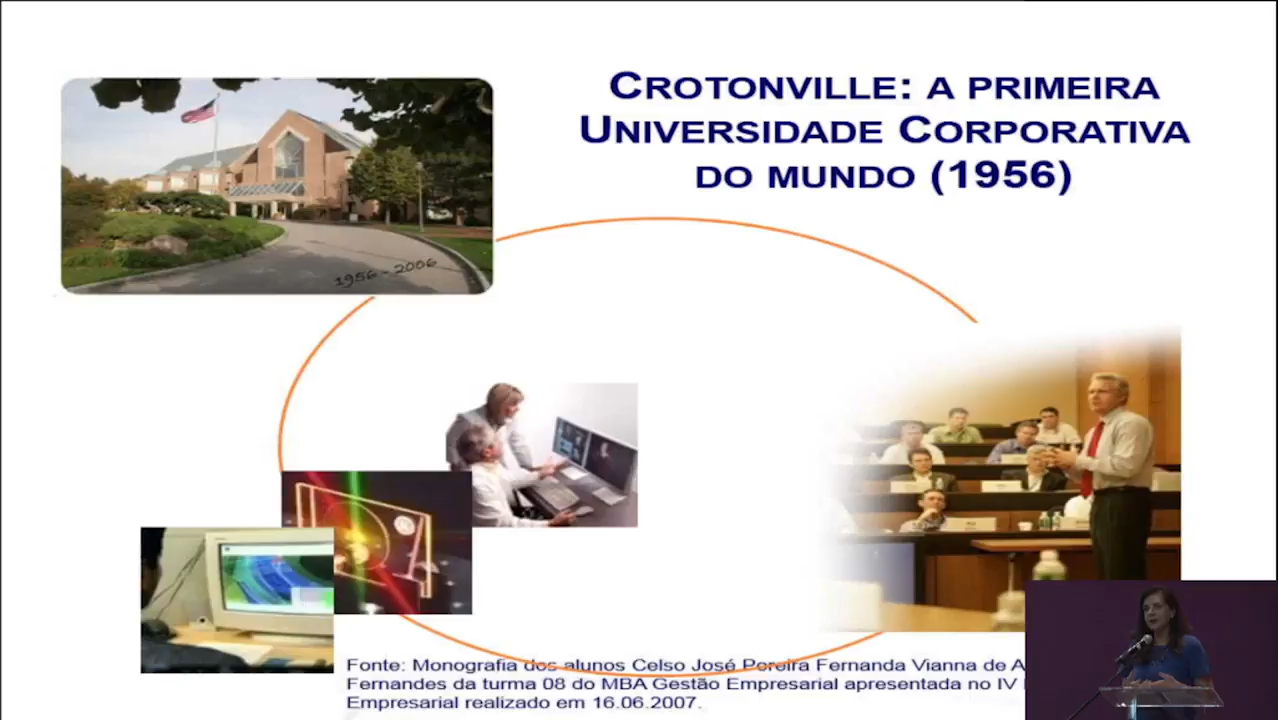 CROTONVILLE: A PRIMEIRA
UNIVERSIDADE CORPORATIVA
DO MUNDO (1956)
1956 - 2006
Fonte: Monografia dos alunos Celso José Pereira Fernanda Vianna de A
Fernandes da turma 08 do MBA Gestão Empresarial apresentada no IV
Empresarial realizado em 16.06.2007.